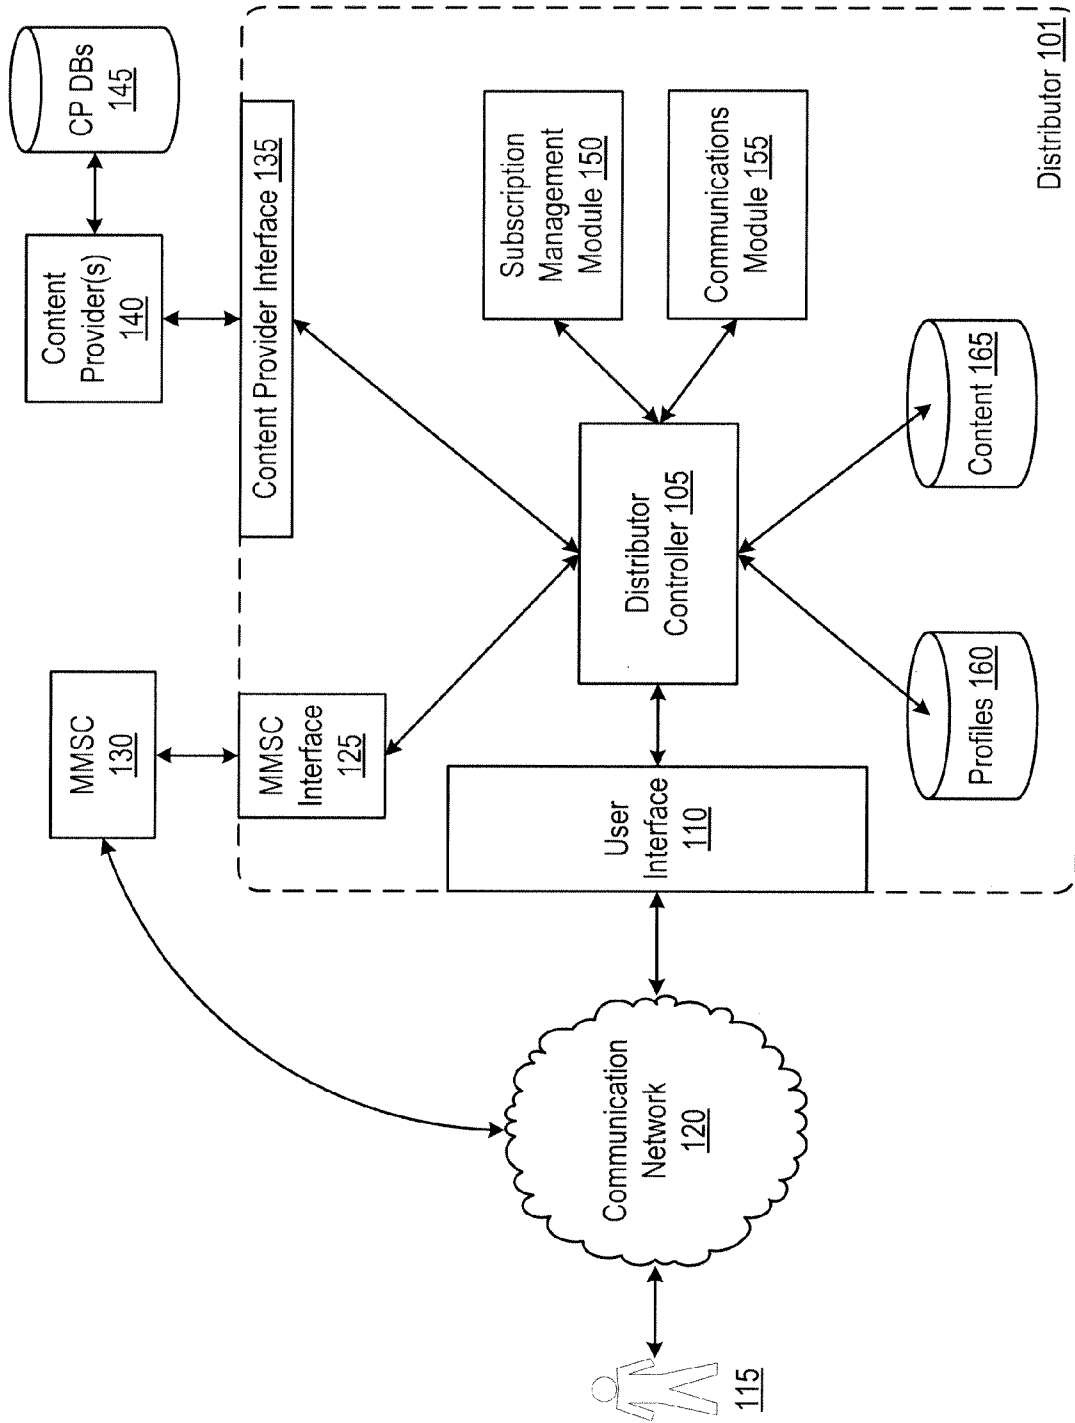 MMSC
130
Content
Provider(s)
140
CP DBs
145
MMSC
Interface
125
Content Provider Interface 135
Subscription
Management
Module 150
Communications
Module 155
Distributor
Controller 105
User
Interface
110
Communication
Network
120
115
Profiles 160
Content 165
Distributor 101